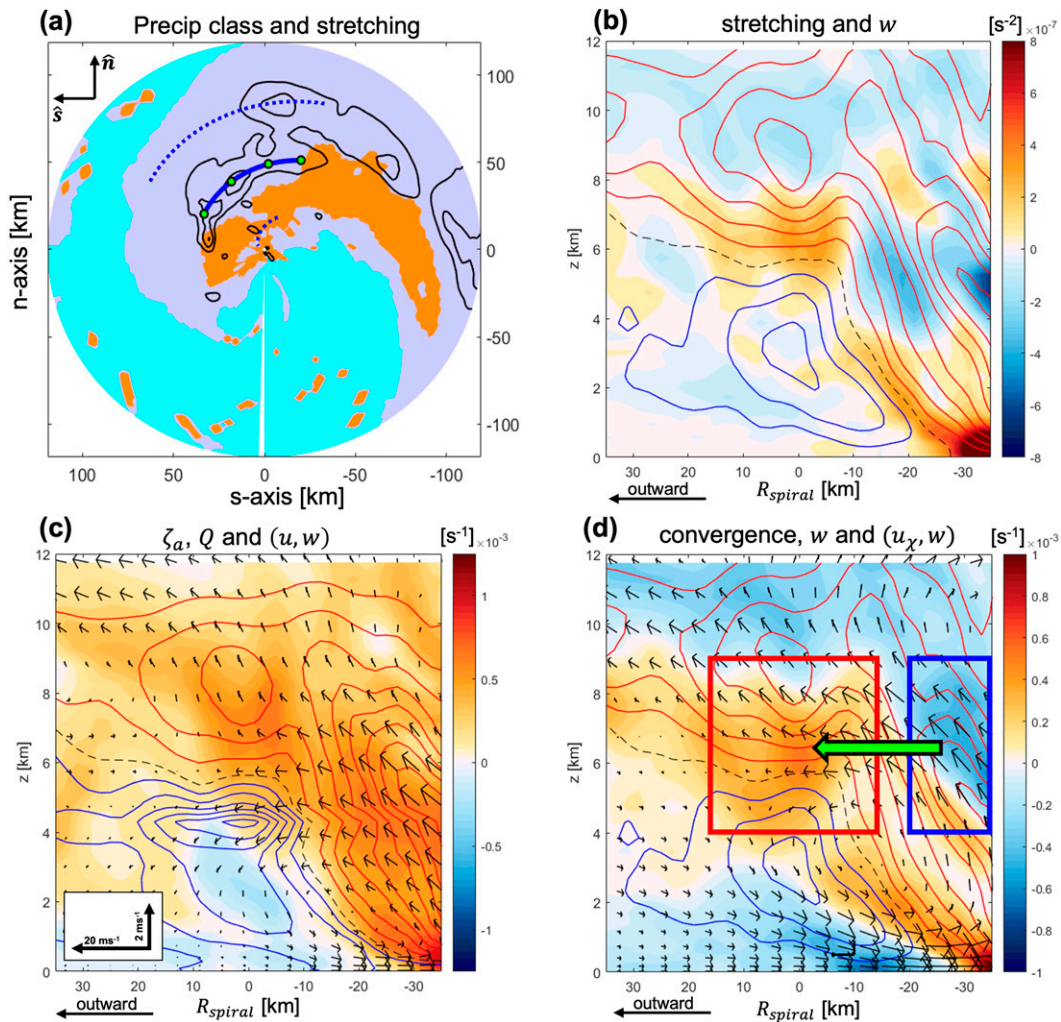 (a) Precip class and stretching
n̂
ŝ
100
50
0
-50
-100
n-axis [km]
100 50 0 -50 -100
s-axis [km]
(b) stretching and w
[s-2] ×10-7
12
10
8
6
4
2
0
z [km]
30 20 10 0 -10 -20 -30
outward
Rspiral [km]
8
6
4
2
0
-2
-4
-6
-8
(c) ζa, Q and (u, w)
[s-1] ×10-3
12
10
8
6
4
2
0
z [km]
20 ms-1
2 ms-1
30 20 10 0 -10 -20 -30
outward
Rspiral [km]
1
0.5
0
-0.5
-1
(d) convergence, w and (uχ, w)
[s-1] ×10-3
12
10
8
6
4
2
0
z [km]
30 20 10 0 -10 -20 -30
outward
Rspiral [km]
1
0.8
0.6
0.4
0.2
0
-0.2
-0.4
-0.6
-0.8
-1